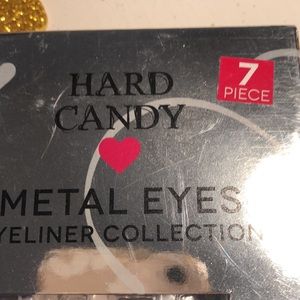 HARD
CANDY
7
PIECE
METAL EYES
YELINER COLLECTION